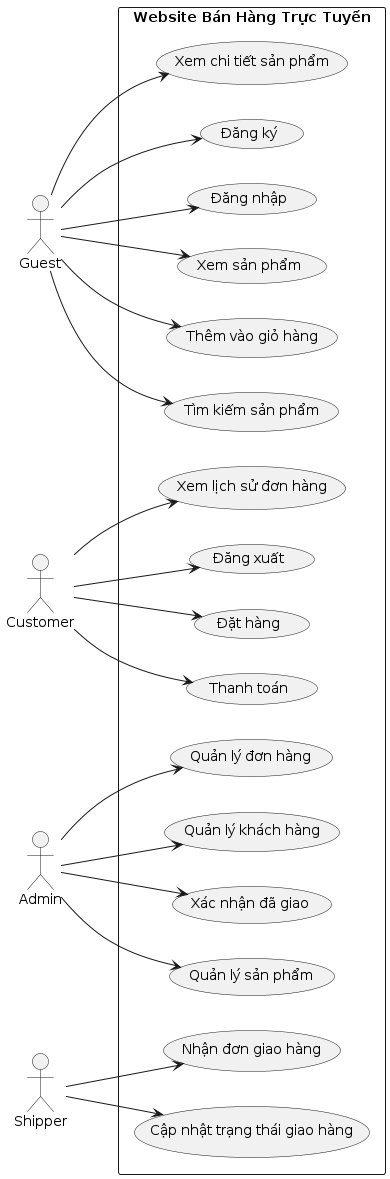 Website Bán Hàng Trực Tuyến
Xem chi tiết sản phẩm
Đăng ký
Đăng nhập
Guest
Xem sản phẩm
Thêm vào giỏ hàng
Tìm kiếm sản phẩm
Xem lịch sử đơn hàng
Đăng xuất
Customer
Đặt hàng
Thanh toán
Quản lý đơn hàng
Quản lý khách hàng
Admin
Xác nhận đã giao
Quản lý sản phẩm
Nhận đơn giao hàng
Shipper
Cập nhật trạng thái giao hàng